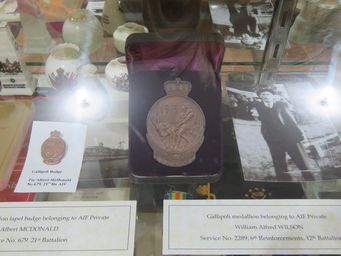 Gallipoli Badge
Pte Albert McDonald
No.679, 21st Bn AIF
lapel badge belonging to AIF Private
Albert MCDONALD
No. 679. 21st Battalion
Gallipoli medallion belonging to AIF Private
William Alfred WILSON
Service No. 2289; 6th Reinforcements, 12th Battalion